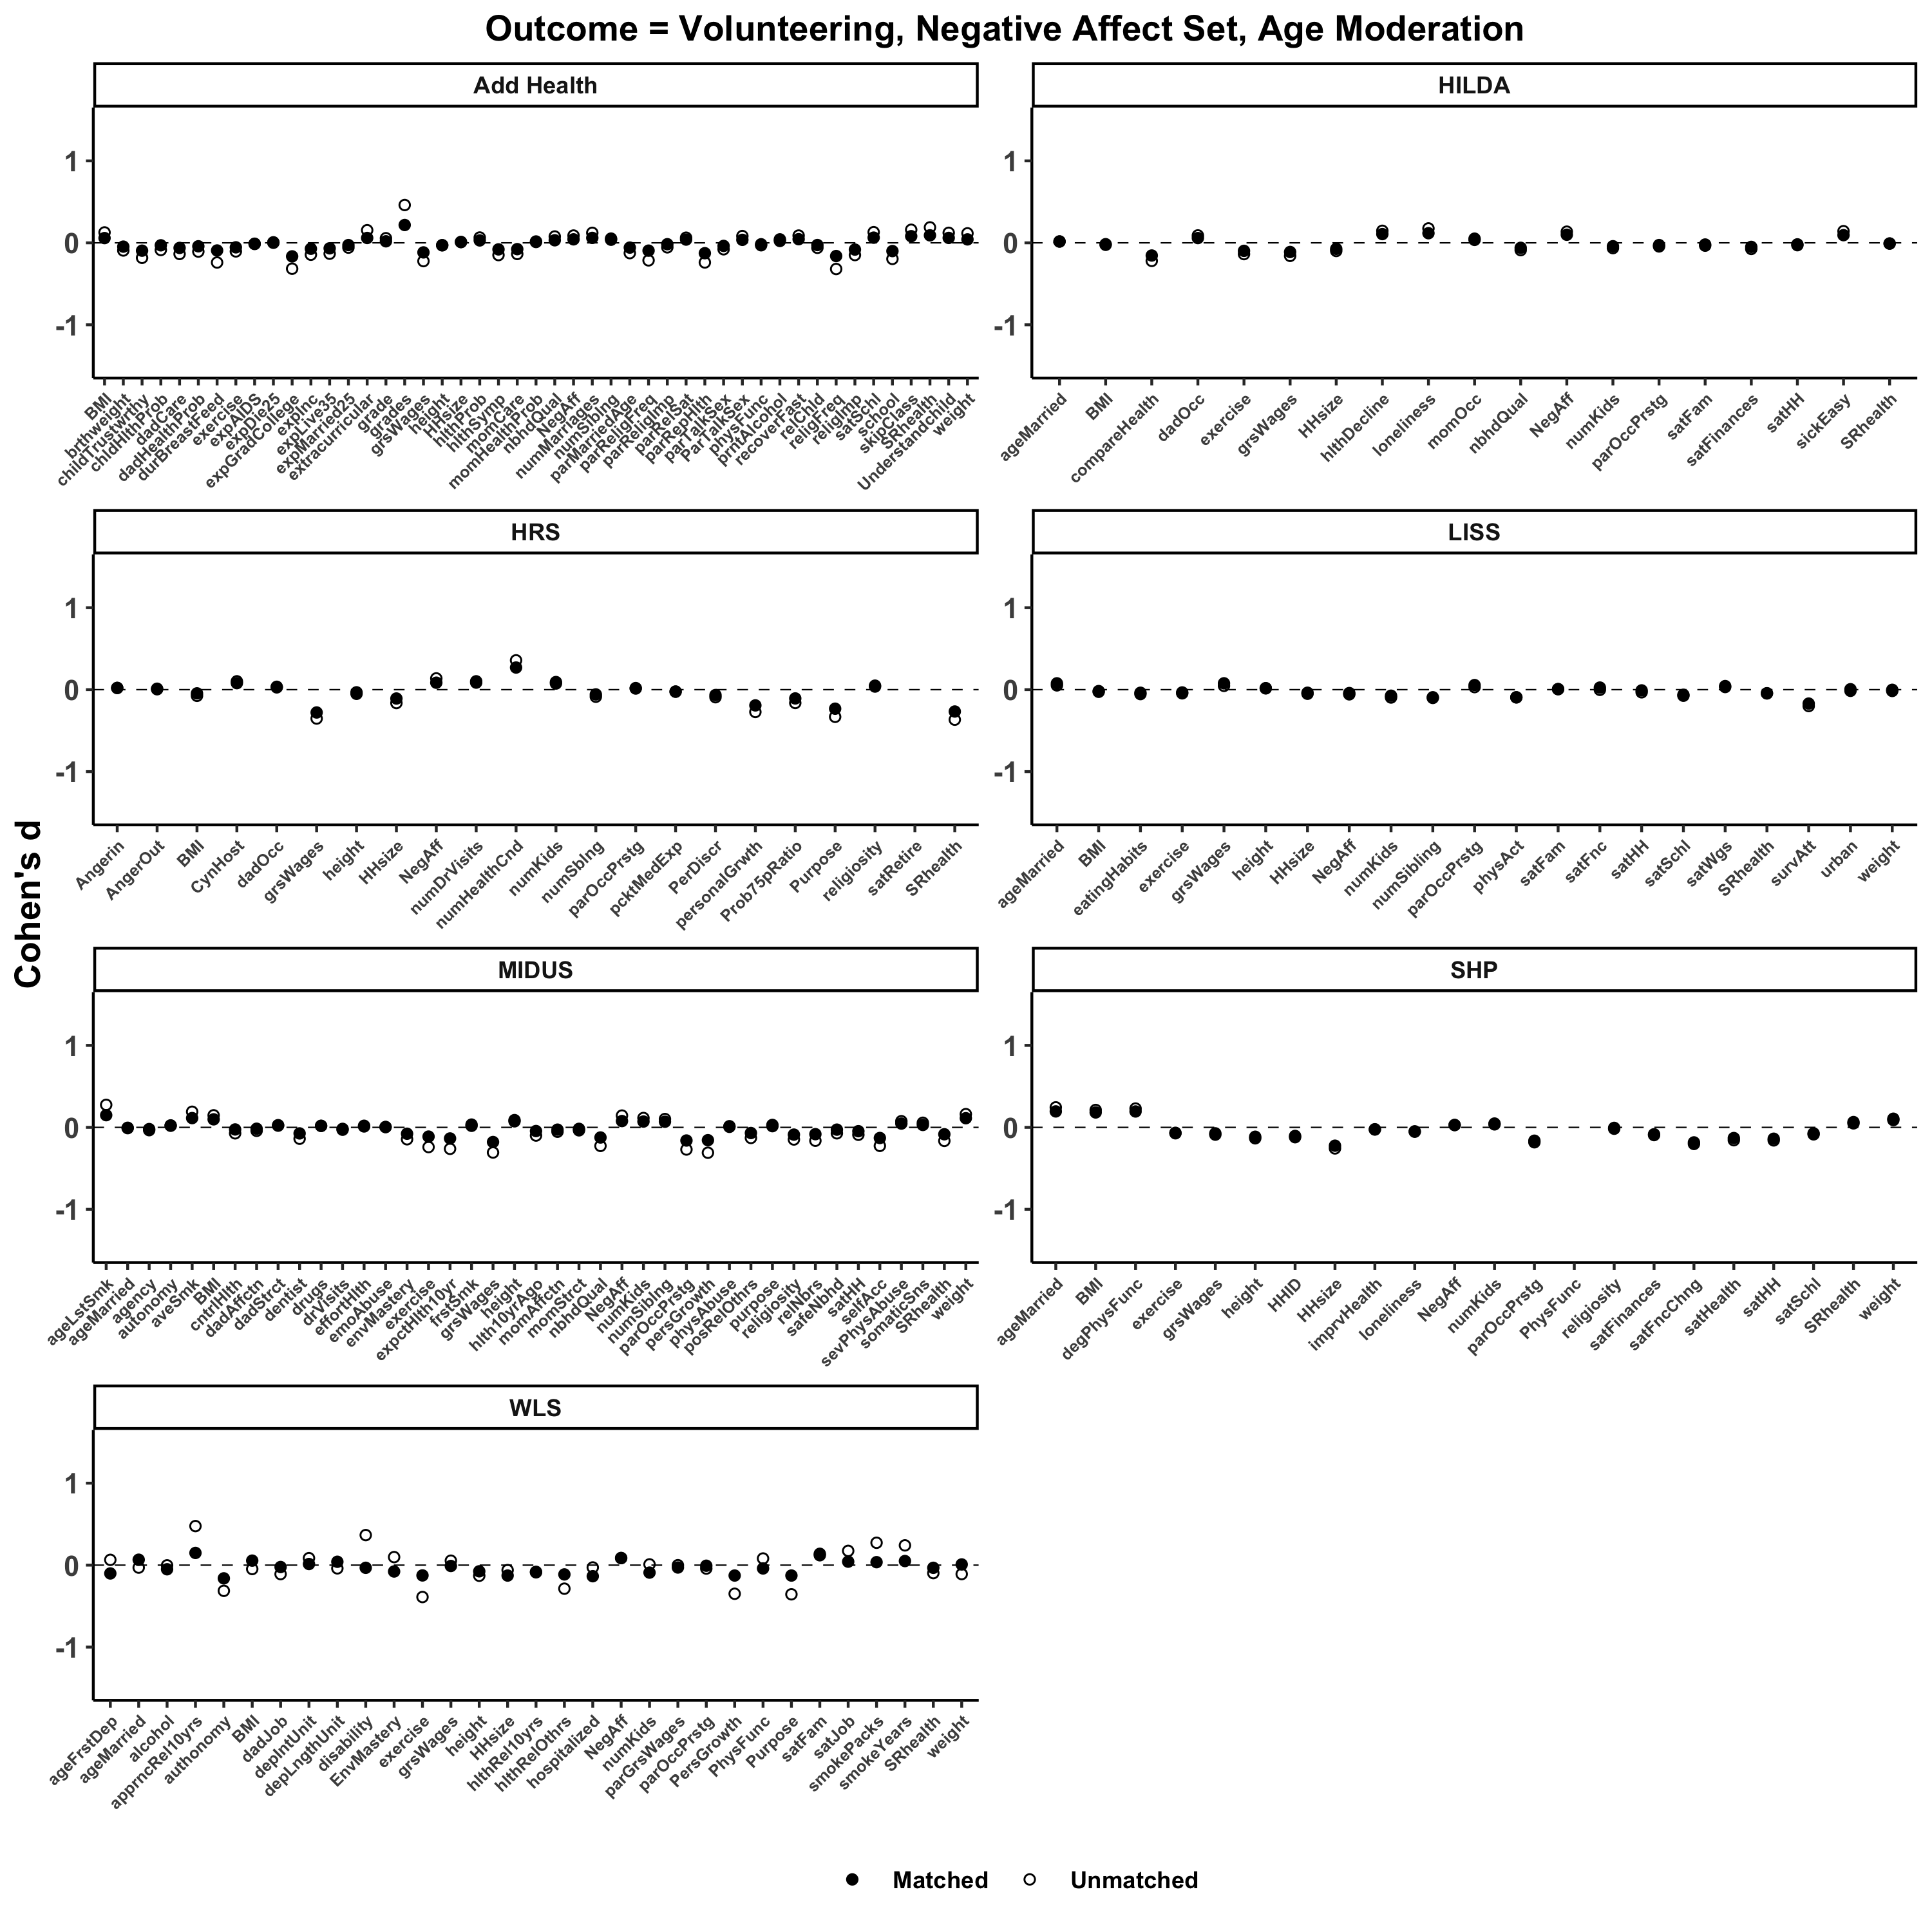 Outcome = Volunteering, Negative Affect Set, Age Moderation
Cohen's d
Add Health
1
0
-1
BMI
brthweight
childTrustwrthy
chldHlthProb
dadCare
dadHealthProb
durBreastFeed
exercise
expAIDS
expDie25
expGradCollege
expInc
expLive35
expMarried25
extracurricular
grade
grades
grsWages
height
HHsize
hlthProb
hlthSymp
momCare
momHealthProb
nbhdQual
NegAff
numMarriages
numSiblng
parMarriedAge
parReligFreq
parReligImp
parRelSat
parRepHlth
parTalkSex
ParTalkSex
physFunc
prntAlcohol
recoverFast
relChld
religFreq
religImp
satSchl
school
skipClass
SRhealth
Understandchild
weight
HILDA
1
0
-1
ageMarried
BMI
compareHealth
dadOcc
exercise
grsWages
HHsize
hlthDecline
loneliness
momOcc
nbhdQual
NegAff
numKids
parOccPrstg
satFam
satFinances
satHH
sickEasy
SRhealth
HRS
1
0
-1
Angerin
AngerOut
BMI
CynHost
dadOcc
grsWages
height
HHsize
NegAff
numDrVisits
numHealthCnd
numKids
numSblng
parOccPrstg
pcktMedExp
PerDiscr
personalGrwth
Prob75pRatio
Purpose
religiosity
satRetire
SRhealth
LISS
1
0
-1
ageMarried
BMI
eatingHabits
exercise
grsWages
height
HHsize
NegAff
numKids
numSibling
parOccPrstg
physAct
satFam
satFnc
satHH
satSchl
satWgs
SRhealth
survAtt
urban
weight
MIDUS
1
0
-1
ageLstSmk
ageMarried
agency
autonomy
aveSmk
BMI
cntrlHlth
dadAffctn
dadStrct
dentist
drugs
drVisits
effortHlth
emoAbuse
envMastery
exercise
expctHlth10yr
frstSmk
grsWages
height
hlth10yrAgo
momAffctn
momStrct
nbhdQual
NegAff
numKids
numSiblng
parOccPrstg
persGrowth
physAbuse
posRelOthrs
purpose
religiosity
relNbrs
safeNbhd
satHH
selfAcc
sevPhysAbuse
somaticSns
SRhealth
weight
SHP
1
0
-1
ageMarried
BMI
degPhysFunc
exercise
grsWages
height
HHID
HHsize
imprvHealth
loneliness
NegAff
numKids
parOccPrstg
PhysFunc
religiosity
satFinances
satFncChng
satHealth
satHH
satSchl
SRhealth
weight
WLS
1
0
-1
ageFrstDep
ageMarried
alcohol
apprncRel10yrs
authonomy
BMI
dadJob
depIntUnit
depLngthUnit
disability
EnvMastery
exercise
grsWages
height
HHsize
hlthRel10yrs
hlthRelOthrs
hospitalized
NegAff
numKids
parGrsWages
parOccPrstg
PersGrowth
PhysFunc
Purpose
satFam
satJob
smokePacks
smokeYears
SRhealth
weight
Matched
Unmatched